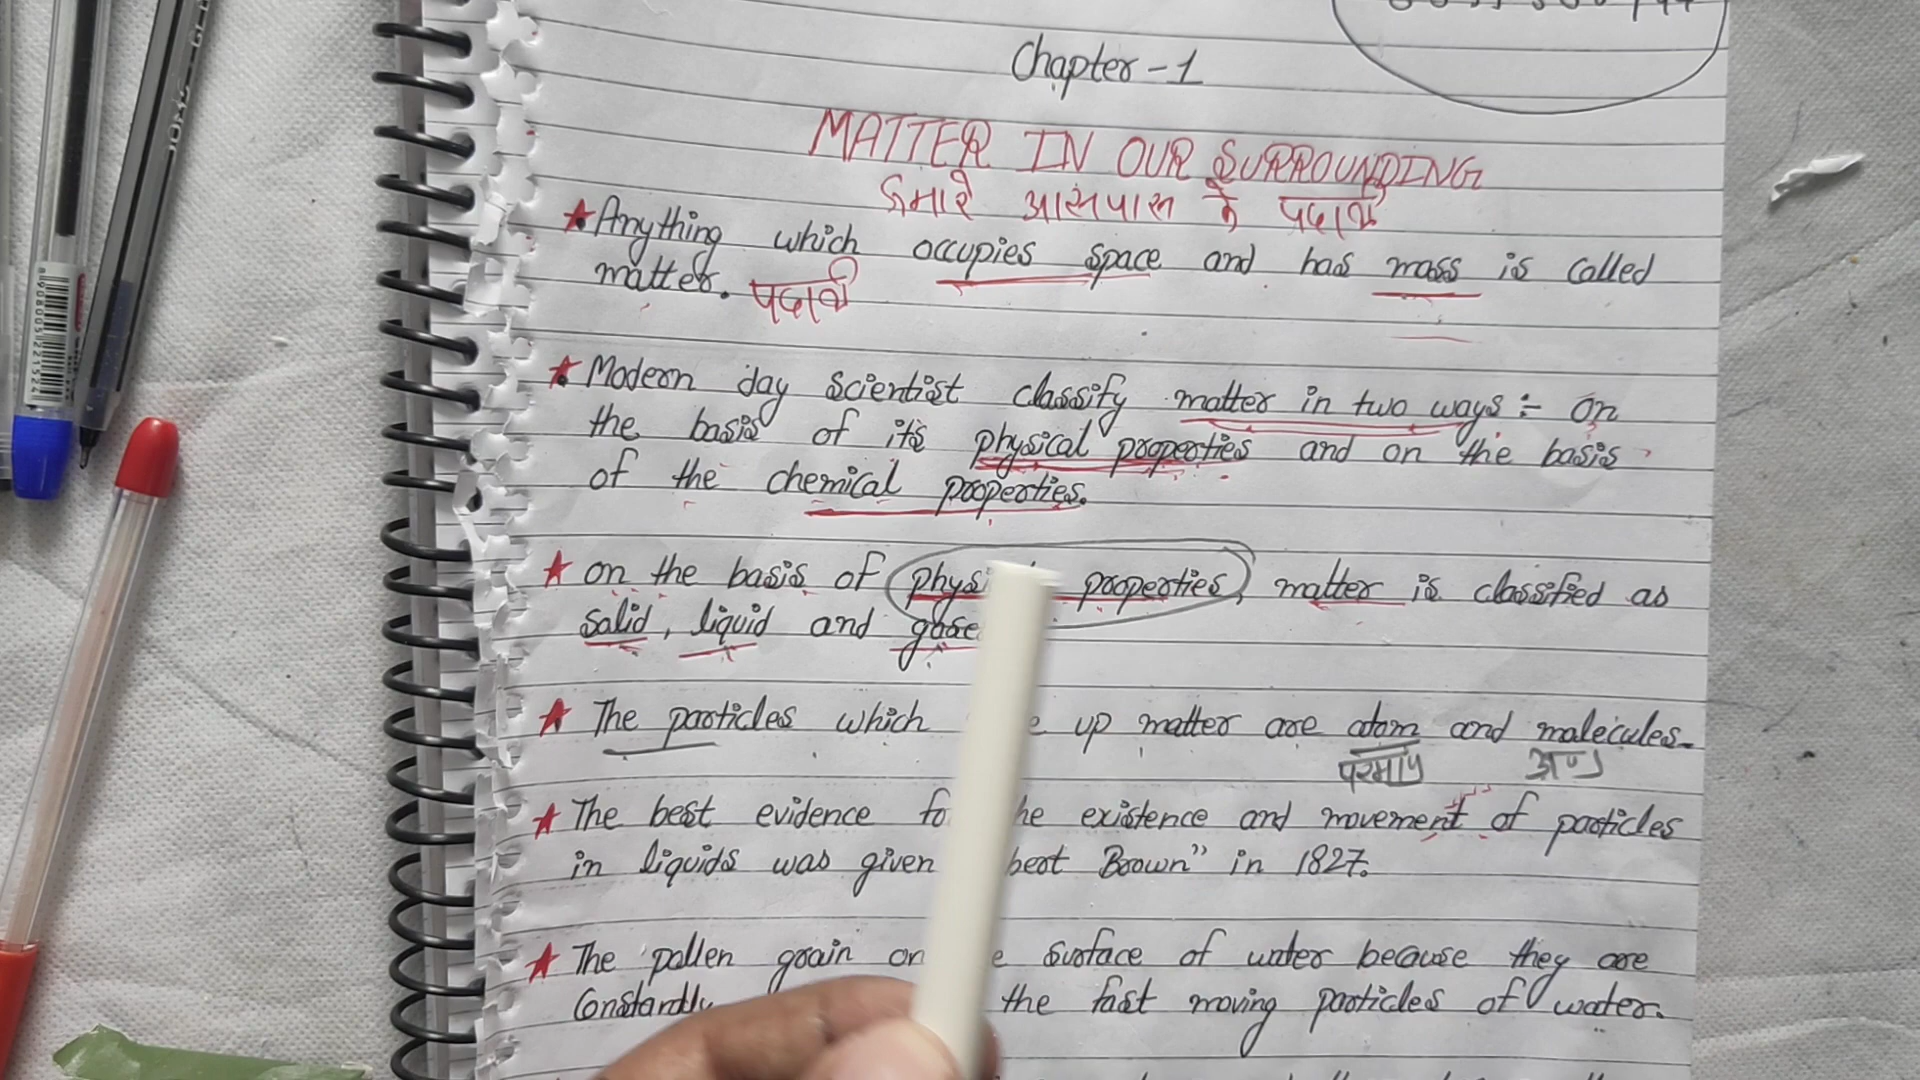 Chapter - 1
MATTER IN OUR SURROUNDING
हमारे आसपास के पदार्थ
★ Anything which occupies space and has mass is called
matter. पदार्थ
★ Modern day scientist classify matter in two ways :- On
the basis of its physical properties and on the basis
of the chemical properties.
★ on the basis of properties, matter is classified as
solid, liquid and
★ The particles which up matter are atom and malecules.
परमाणु अणु
★ The best evidence existence and movement of particles
in liquids was given Brown" in 1827.
★ The pollen grain on surface of water because they are
Constantly the fast moving particles of water.
8908005221524